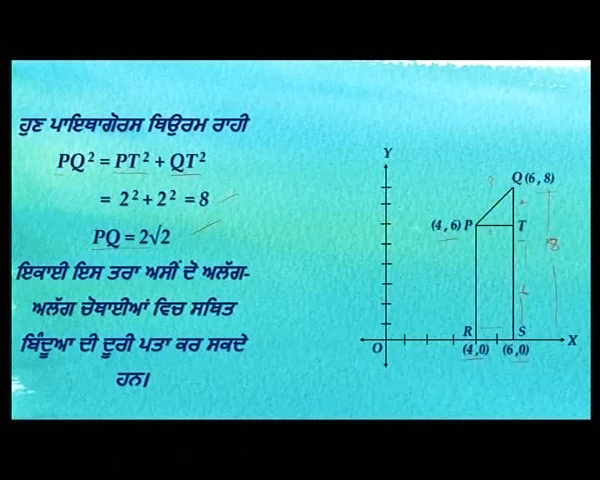 ਹੁਣ ਪਾਇਥਾਗੋਰਸ ਥਿਉਰਮ ਰਾਹੀ
PQ² = PT² + QT²
= 2² + 2² = 8
PQ = 2√2
ਇਕਾਈ ਇਸ ਤਰਾ ਅਸੀਂ ਦੋ ਅਲੱਗ-
ਅਲੱਗ ਚੋਥਾਈਆਂ ਵਿਚ ਸਥਿਤ
ਬਿੰਦੂਆ ਦੀ ਦੂਰੀ ਪਤਾ ਕਰ ਸਕਦੇ
ਹਨ।
Y
Q (6, 8)
(4, 6) P
T
8
R
S
O
X
(4,0)
(6,0)